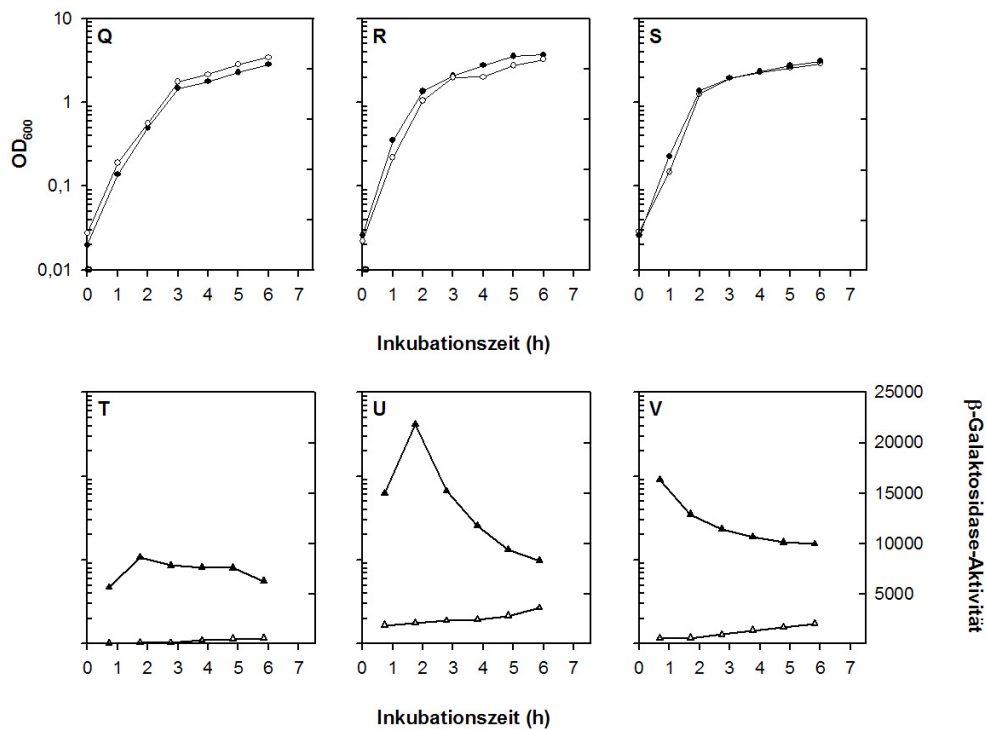 Q R S
10
1
0,1
0,01
OD600
0 1 2 3 4 5 6 7 0 1 2 3 4 5 6 7 0 1 2 3 4 5 6 7
Inkubationszeit (h)
T U V
25000
20000
15000
10000
5000
β-Galaktosidase-Aktivität
0 1 2 3 4 5 6 7 0 1 2 3 4 5 6 7 0 1 2 3 4 5 6 7
Inkubationszeit (h)